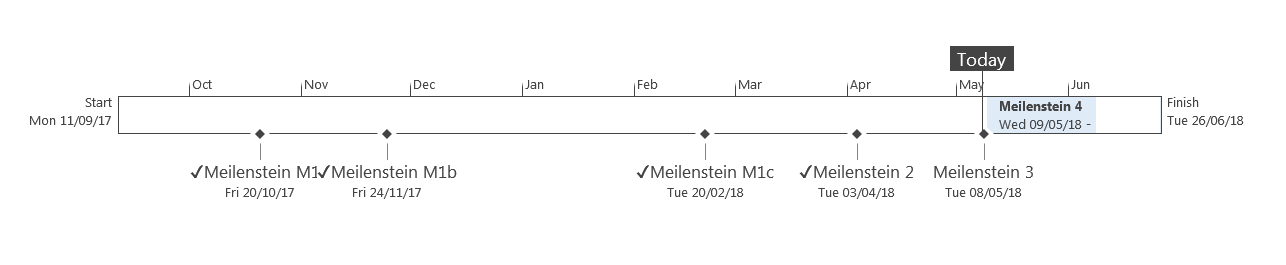 Today
Oct Nov Dec Jan Feb Mar Apr May Jun
Start
Mon 11/09/17
Meilenstein 4
Wed 09/05/18 -
Finish
Tue 26/06/18
✓Meilenstein M1
Fri 20/10/17
✓Meilenstein M1b
Fri 24/11/17
✓Meilenstein M1c
Tue 20/02/18
✓Meilenstein 2
Tue 03/04/18
Meilenstein 3
Tue 08/05/18